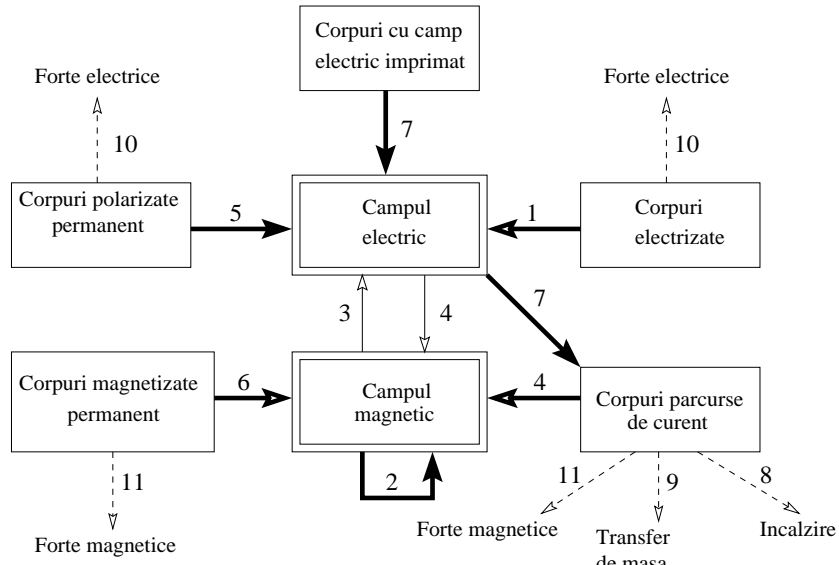 Corpuri cu camp
electric imprimat
Forte electrice
Forte electrice
7
10
10
Corpuri polarizate
permanent
5
Campul
electric
1
Corpuri
electrizate
3
4
7
Corpuri magnetizate
permanent
6
Campul
magnetic
4
Corpuri parcurse
de curent
11
2
11
9
8
Forte magnetice
Forte magnetice
Transfer
de masa
Incalzire